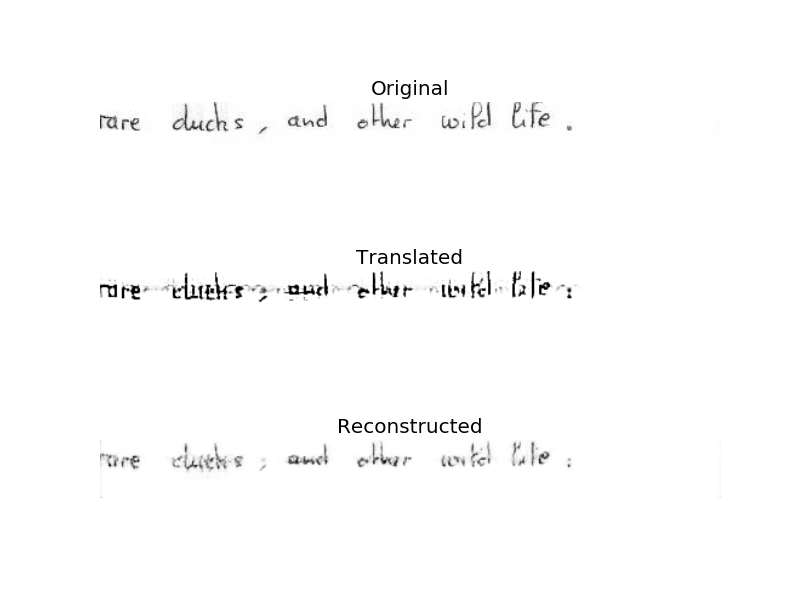 Original
rare ducks, and other wild life.
Translated
rare ducks, and other wild life :
Reconstructed
rare ducks ; and other wild life :